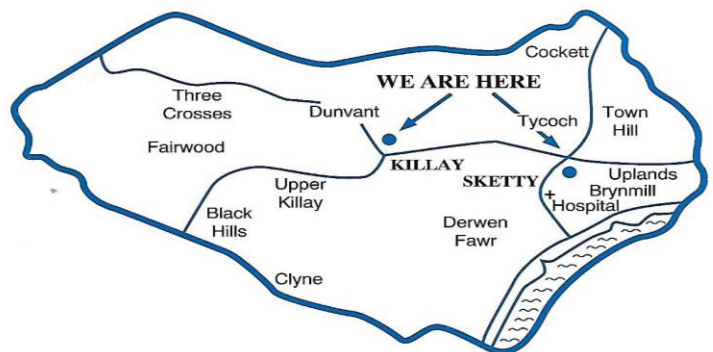 Cockett
WE ARE HERE
Three
Crosses
Dunvant
Tycoch
Town
Hill
Fairwood
KILLAY
SKETTY
Uplands
Brynmill
Hospital
Upper
Killay
Black
Hills
Derwen
Fawr
Clyne